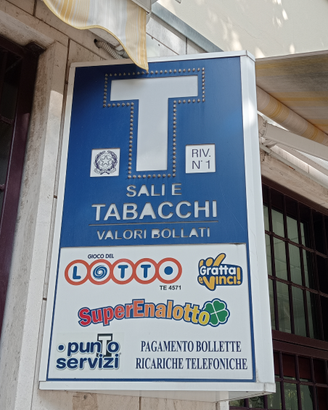 T
RIV.
N°1
SALI E
TABACCHI
VALORI BOLLATI
GIOCO DEL
LOTTO
TE 4571
Gratta
e Vinci!
SuperEnalotto
punto
servizi
PAGAMENTO BOLLETTE
RICARICHE TELEFONICHE